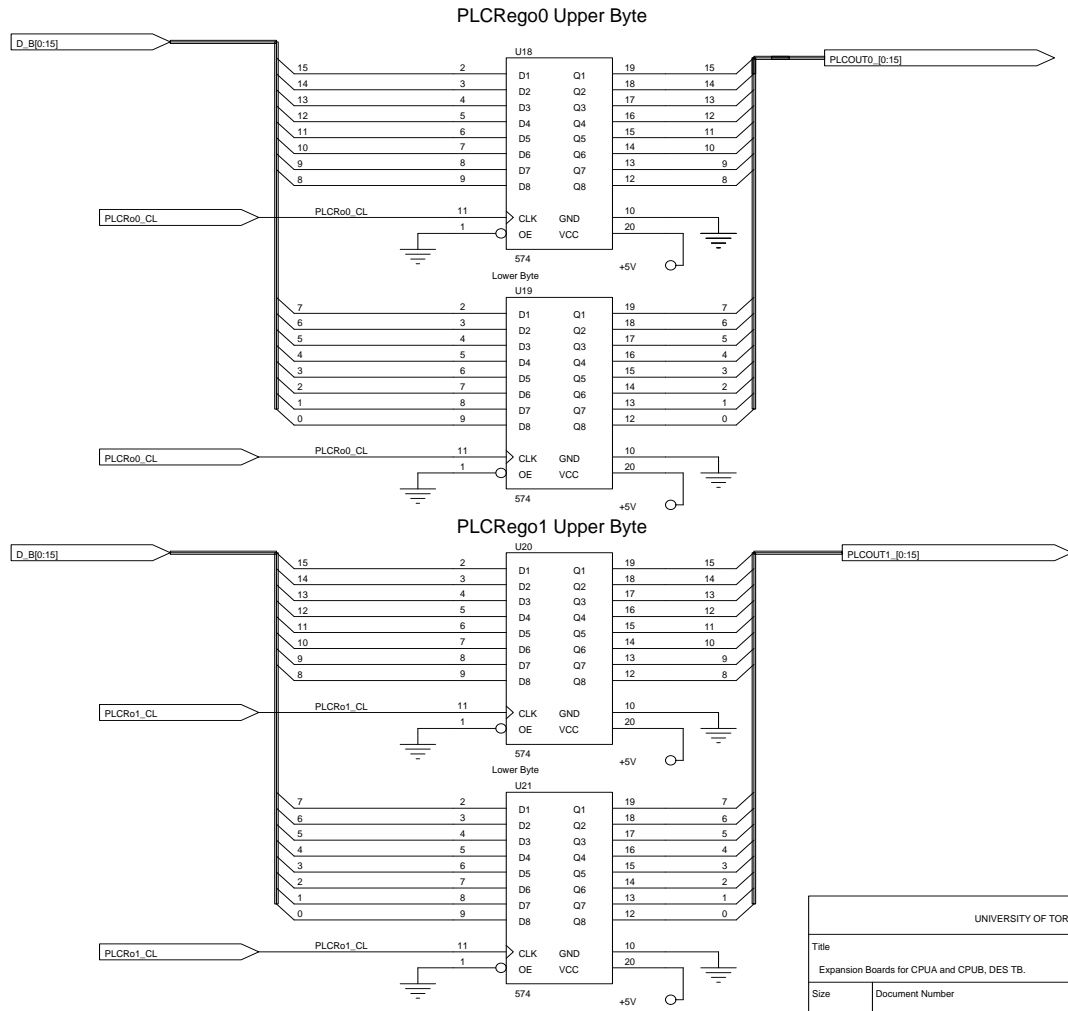 PLCRego0 Upper Byte
D_B[0:15]
PLCOUT0_[0:15]
U18
15 2 D1 Q1 19 15
14 3 D2 Q2 18 14
13 4 D3 Q3 17 13
12 5 D4 Q4 16 12
11 6 D5 Q5 15 11
10 7 D6 Q6 14 10
9 8 D7 Q7 13 9
8 9 D8 Q8 12 8
PLCRo0_CL PLCRo0_CL 11 CLK GND 10
1 OE VCC 20
574
+5V
Lower Byte
U19
7 2 D1 Q1 19 7
6 3 D2 Q2 18 6
5 4 D3 Q3 17 5
4 5 D4 Q4 16 4
3 6 D5 Q5 15 3
2 7 D6 Q6 14 2
1 8 D7 Q7 13 1
0 9 D8 Q8 12 0
PLCRo0_CL PLCRo0_CL 11 CLK GND 10
1 OE VCC 20
574
+5V
PLCRego1 Upper Byte
D_B[0:15]
PLCOUT1_[0:15]
U20
15 2 D1 Q1 19 15
14 3 D2 Q2 18 14
13 4 D3 Q3 17 13
12 5 D4 Q4 16 12
11 6 D5 Q5 15 11
10 7 D6 Q6 14 10
9 8 D7 Q7 13 9
8 9 D8 Q8 12 8
PLCRo1_CL PLCRo1_CL 11 CLK GND 10
1 OE VCC 20
574
+5V
Lower Byte
U21
7 2 D1 Q1 19 7
6 3 D2 Q2 18 6
5 4 D3 Q3 17 5
4 5 D4 Q4 16 4
3 6 D5 Q5 15 3
2 7 D6 Q6 14 2
1 8 D7 Q7 13 1
0 9 D8 Q8 12 0
PLCRo1_CL PLCRo1_CL 11 CLK GND 10
1 OE VCC 20
574
+5V
UNIVERSITY OF TOR
Title
Expansion Boards for CPUA and CPUB, DES TB.
Size Document Number